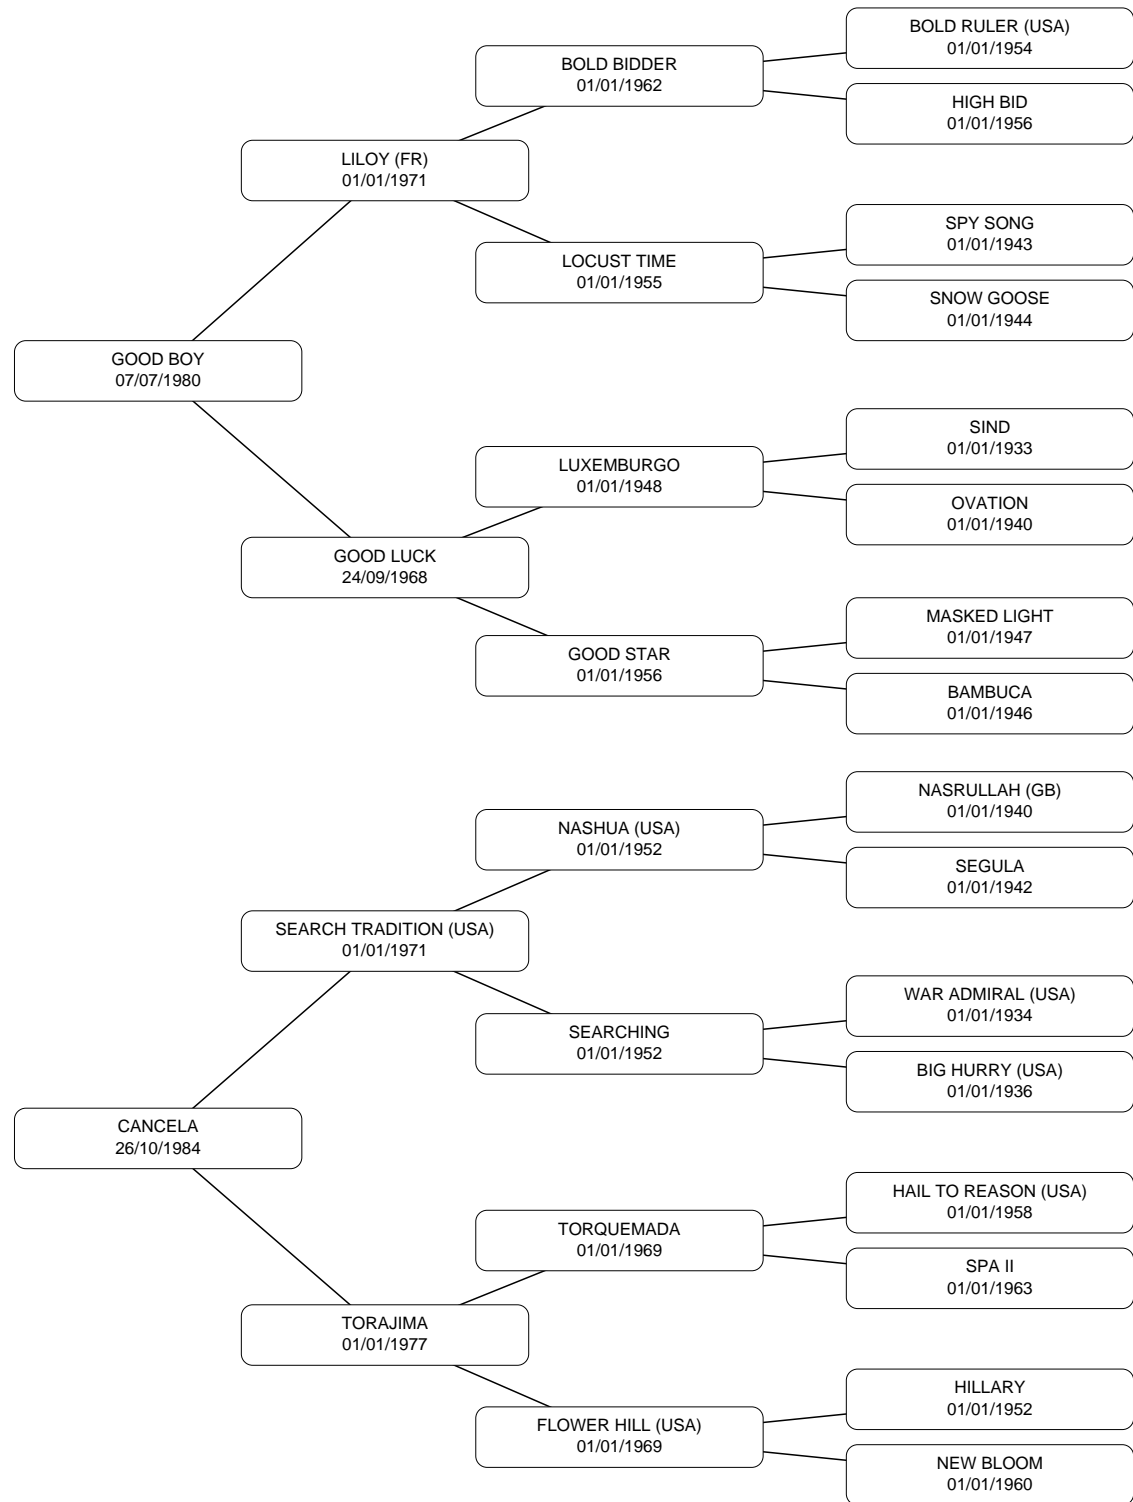 BOLD RULER (USA)
01/01/1954
BOLD BIDDER
01/01/1962
HIGH BID
01/01/1956
LILOY (FR)
01/01/1971
SPY SONG
01/01/1943
LOCUST TIME
01/01/1955
SNOW GOOSE
01/01/1944
GOOD BOY
07/07/1980
SIND
01/01/1933
LUXEMBURGO
01/01/1948
OVATION
01/01/1940
GOOD LUCK
24/09/1968
MASKED LIGHT
01/01/1947
GOOD STAR
01/01/1956
BAMBUCA
01/01/1946
NASRULLAH (GB)
01/01/1940
NASHUA (USA)
01/01/1952
SEGULA
01/01/1942
SEARCH TRADITION (USA)
01/01/1971
WAR ADMIRAL (USA)
01/01/1934
SEARCHING
01/01/1952
BIG HURRY (USA)
01/01/1936
CANCELA
26/10/1984
HAIL TO REASON (USA)
01/01/1958
TORQUEMADA
01/01/1969
SPA II
01/01/1963
TORAJIMA
01/01/1977
HILLARY
01/01/1952
FLOWER HILL (USA)
01/01/1969
NEW BLOOM
01/01/1960